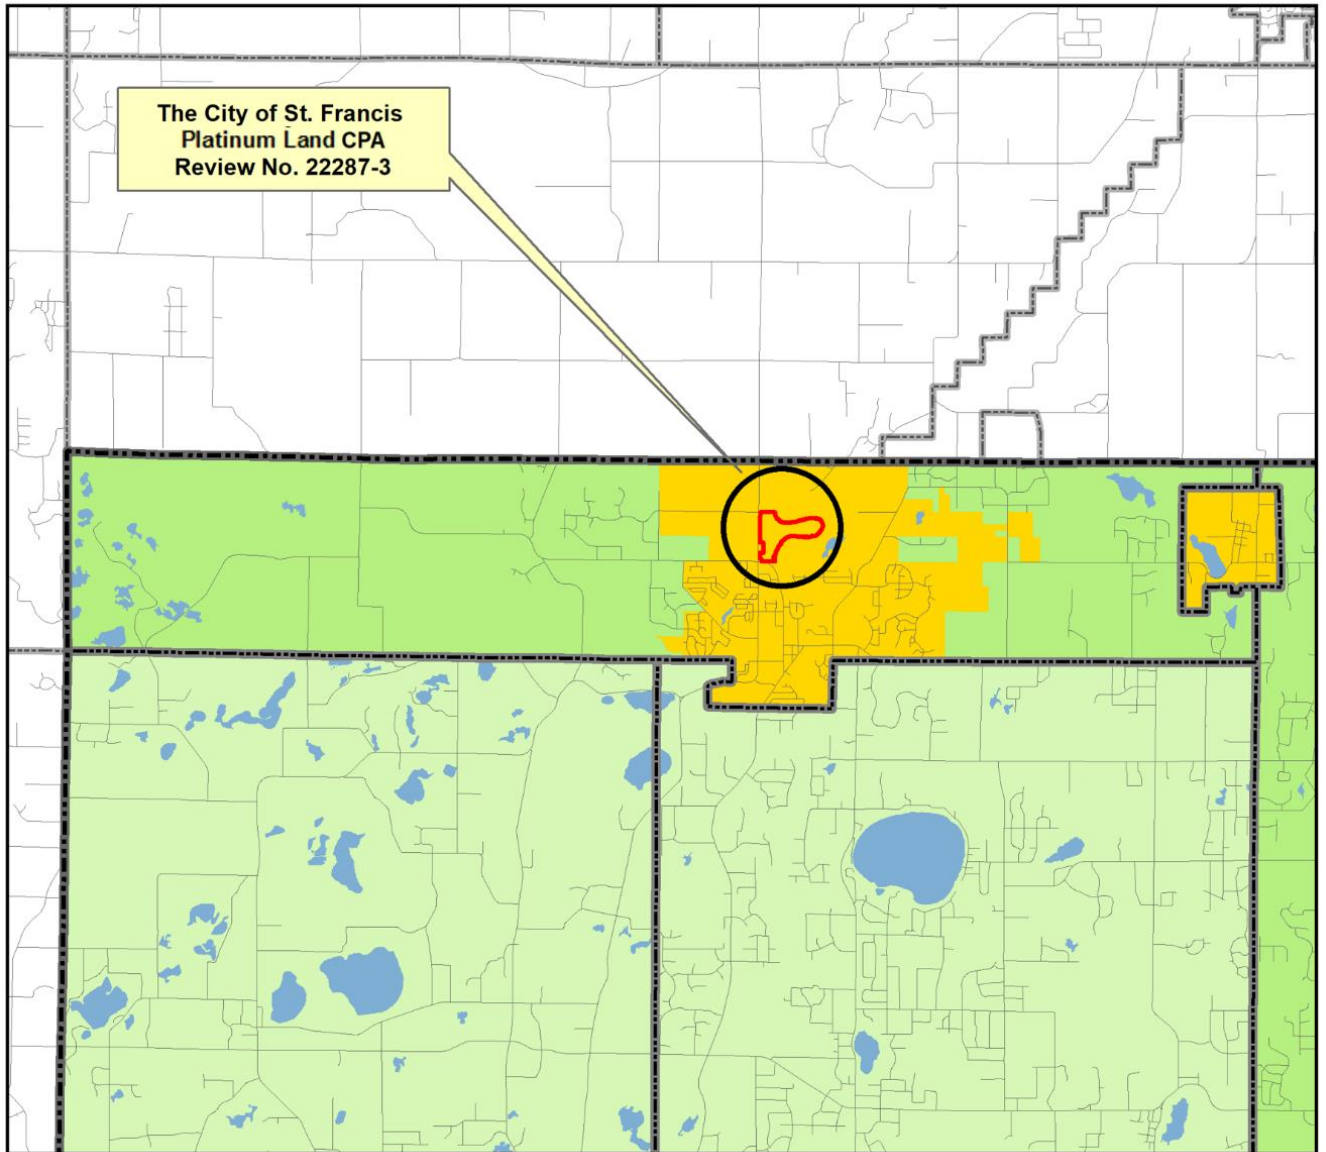 The City of St. Francis
Platinum Land CPA
Review No. 22287-3